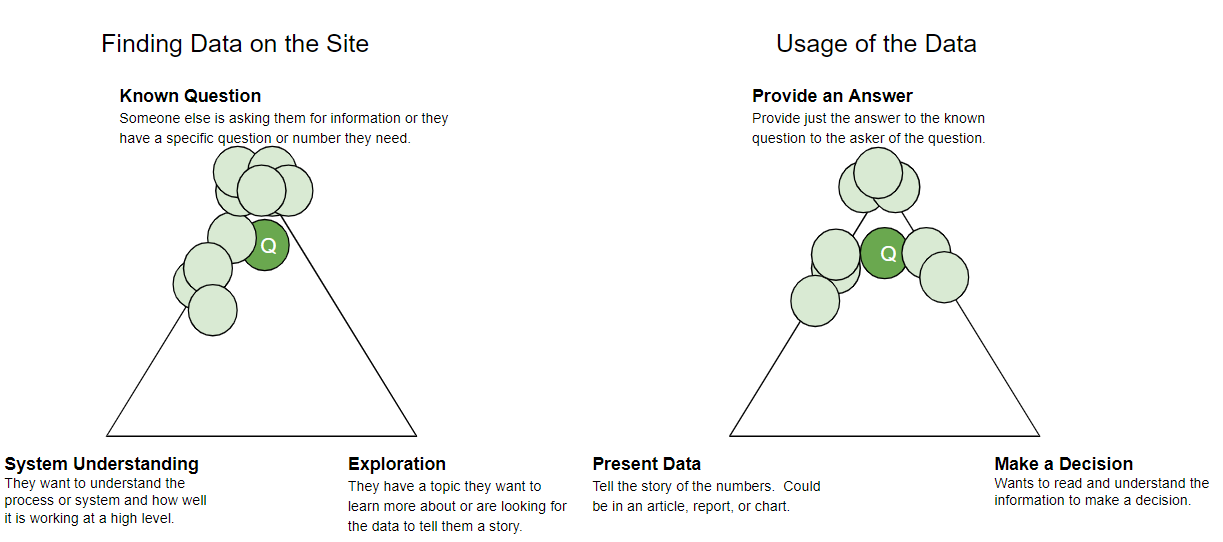 Finding Data on the Site
Known Question
Someone else is asking them for information or they
have a specific question or number they need.
Q
System Understanding
They want to understand the
process or system and how well
it is working at a high level.
Exploration
They have a topic they want to
learn more about or are looking for
the data to tell them a story.
Usage of the Data
Provide an Answer
Provide just the answer to the known
question to the asker of the question.
Q
Present Data
Tell the story of the numbers.  Could
be in an article, report, or chart.
Make a Decision
Wants to read and understand the
information to make a decision.